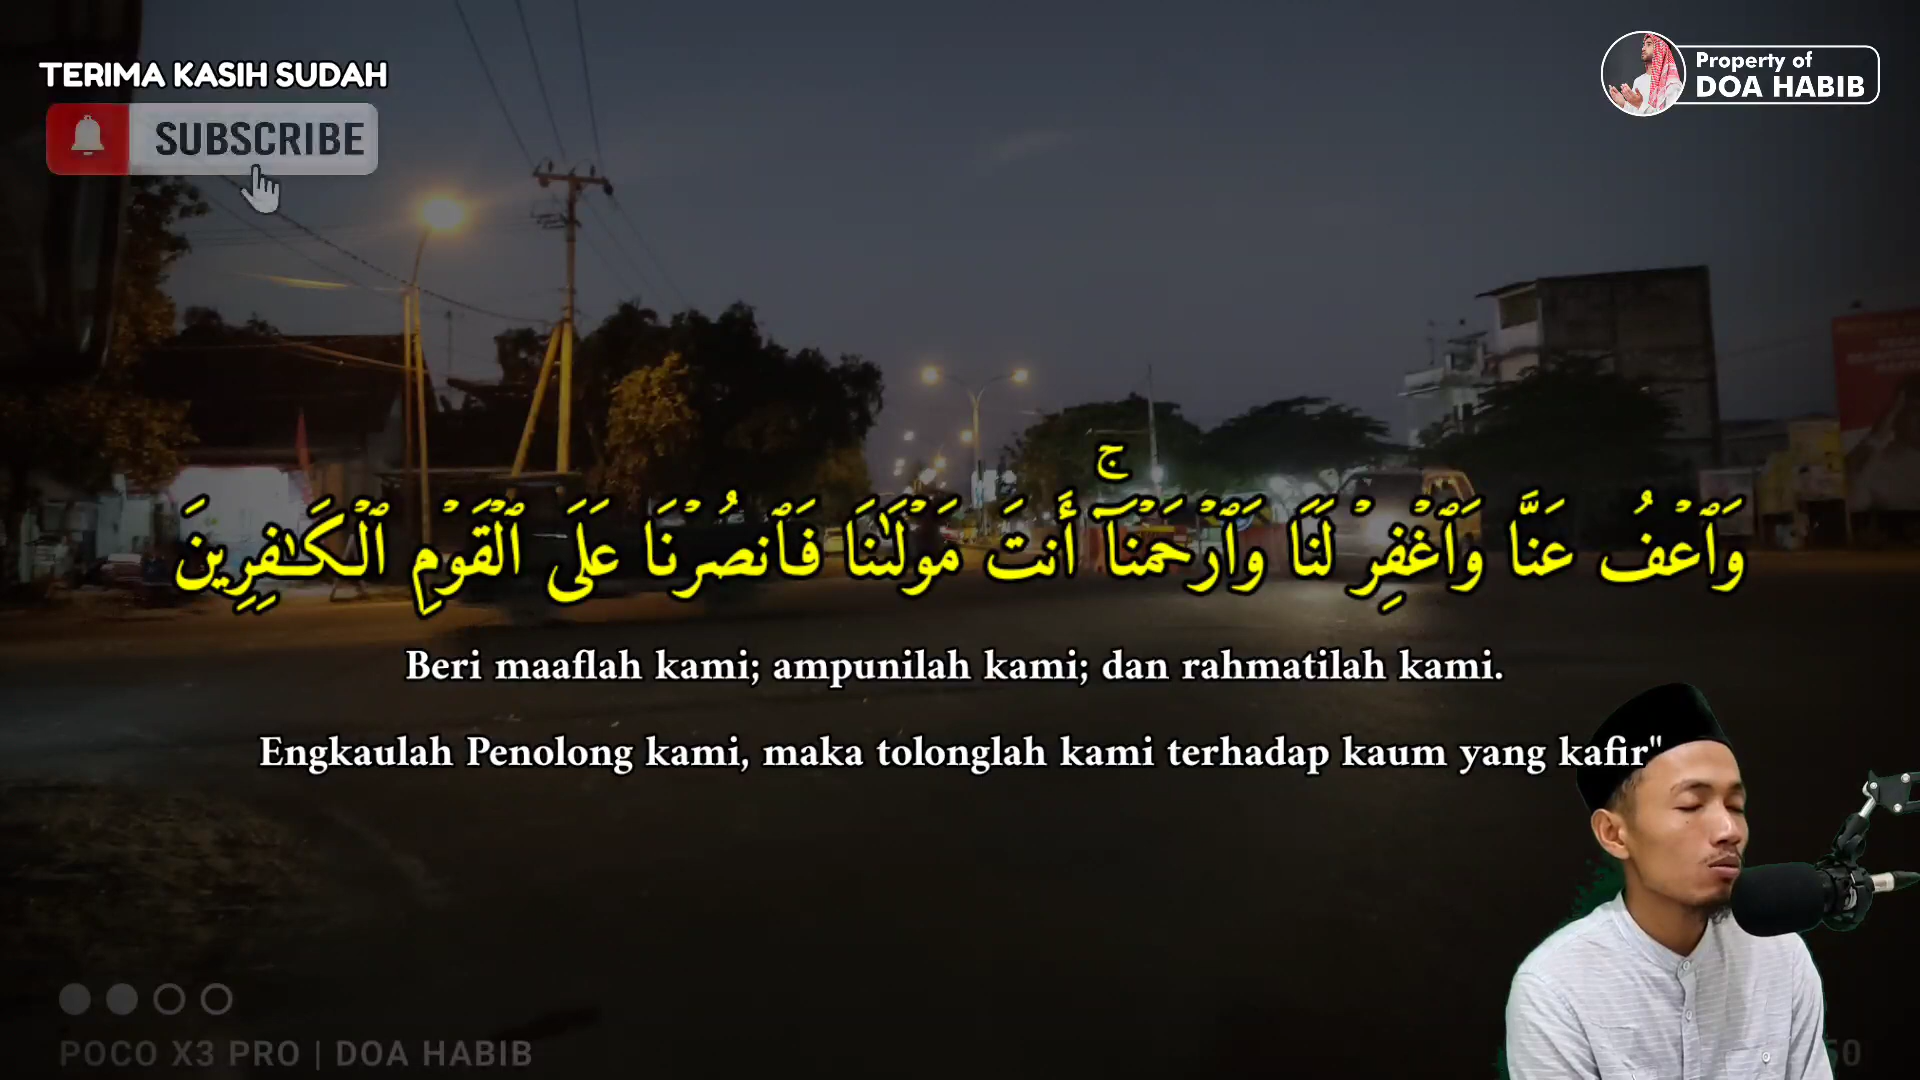 TERIMA KASIH SUDAH
SUBSCRIBE
Property of
DOA HABIB
ج
وَٱعۡفُ عَنَّا وَٱغۡفِرۡ لَنَا وَٱرۡحَمۡنَآ أَنتَ مَوۡلَىٰنَا فَٱنصُرۡنَا عَلَى ٱلۡقَوۡمِ ٱلۡكَـٰفِرِينَ
Beri maaflah kami; ampunilah kami; dan rahmatilah kami.
Engkaulah Penolong kami, maka tolonglah kami terhadap kaum yang kafir"
POCO X3 PRO | DOA HABIB